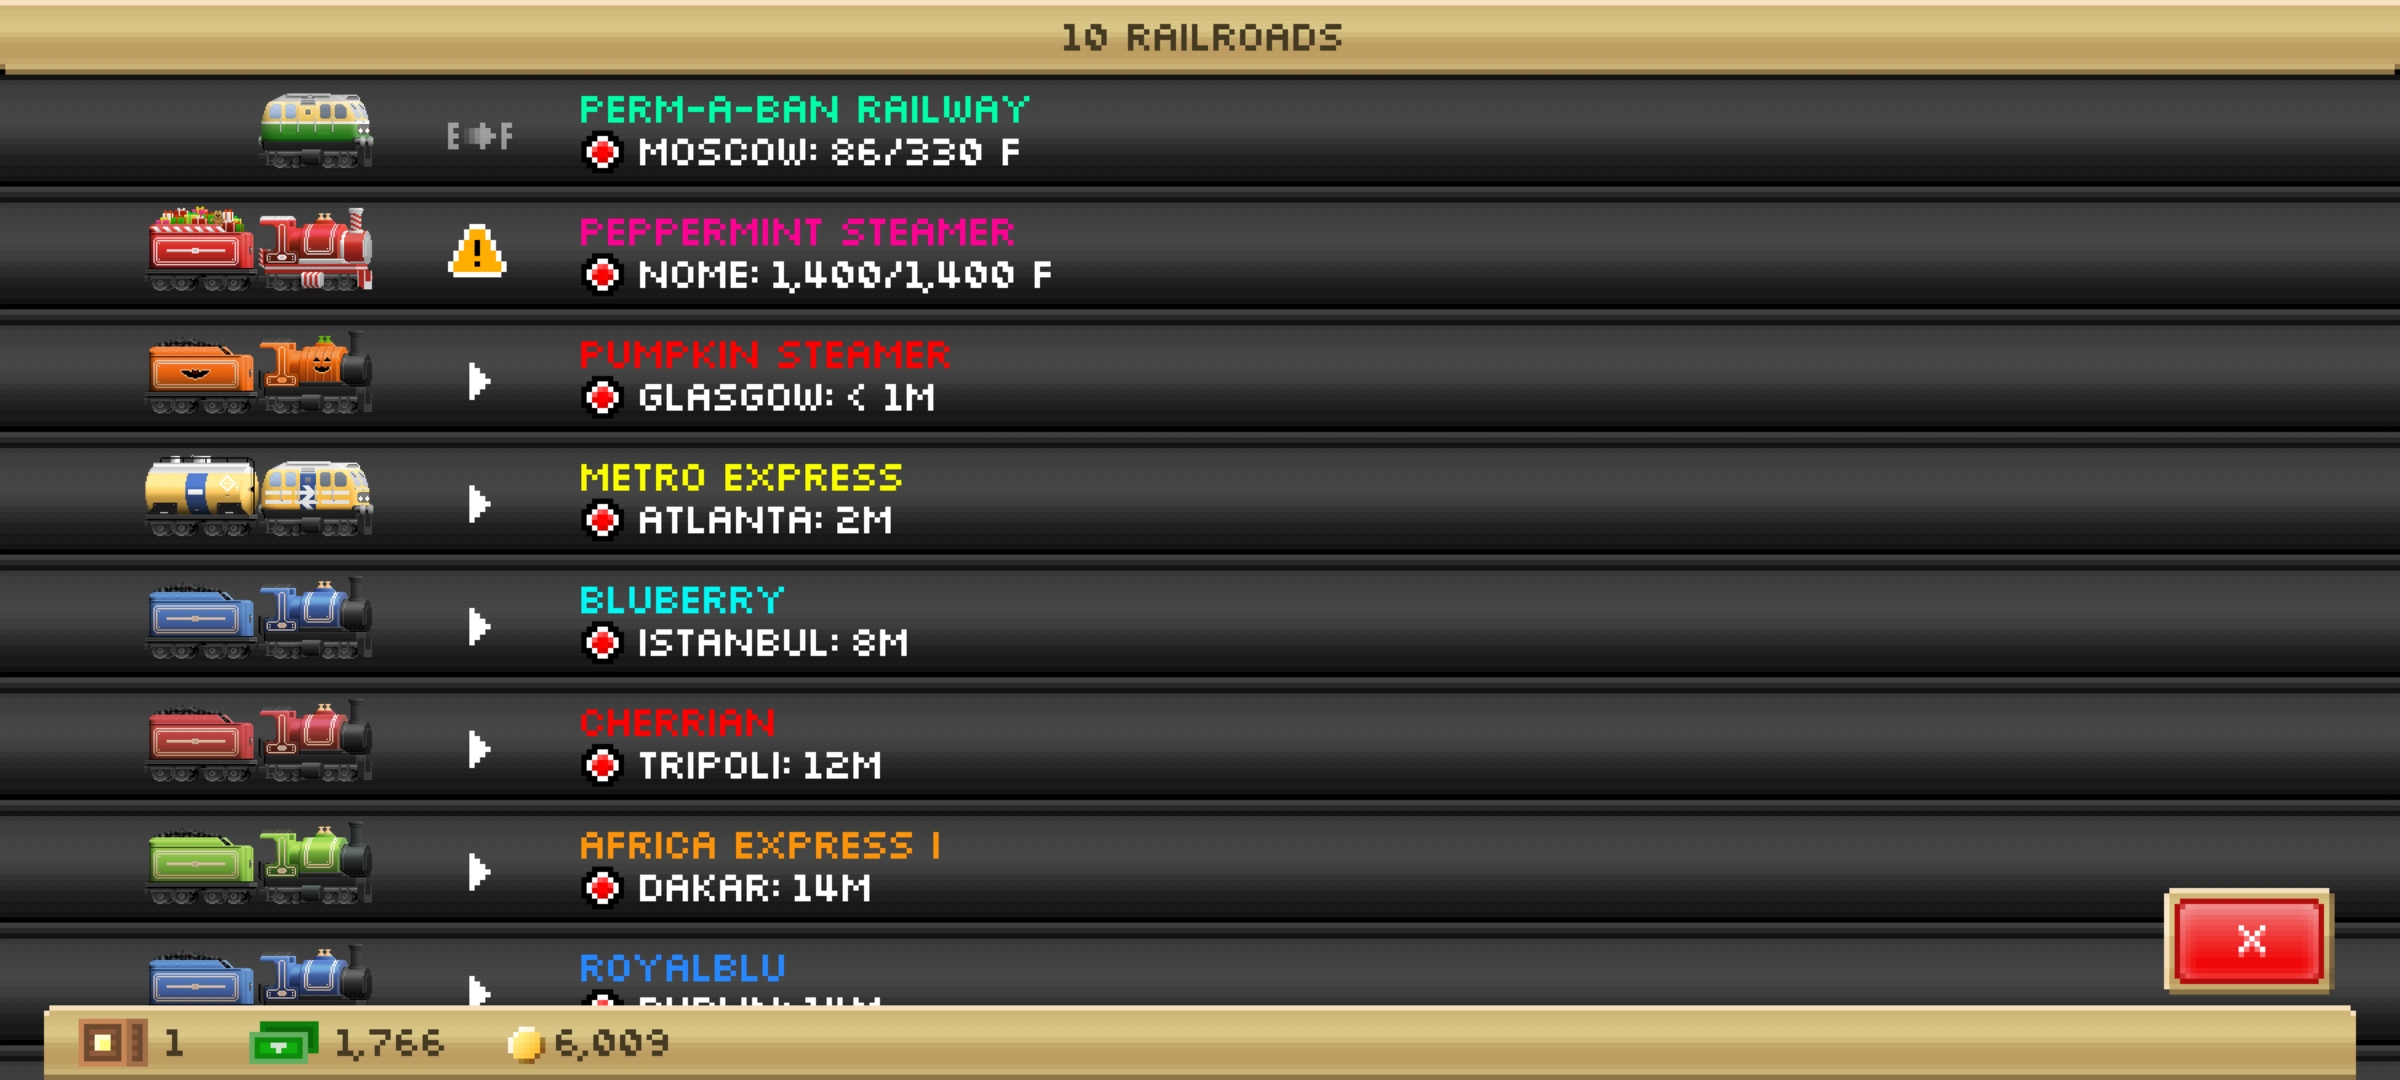 10 RAILROADS
PERM-A-BAN RAILWAY
E F
MOSCOW: 86/330 F
PEPPERMINT STEAMER
!
NOME: 1,400/1,400 F
PUMPKIN STEAMER
GLASGOW: < 1M
METRO EXPRESS
ATLANTA: 2M
BLUBERRY
ISTANBUL: 8M
CHERRIAN
TRIPOLI: 12M
AFRICA EXPRESS I
DAKAR: 14M
ROYALBLU
X
1 1,766 6,009